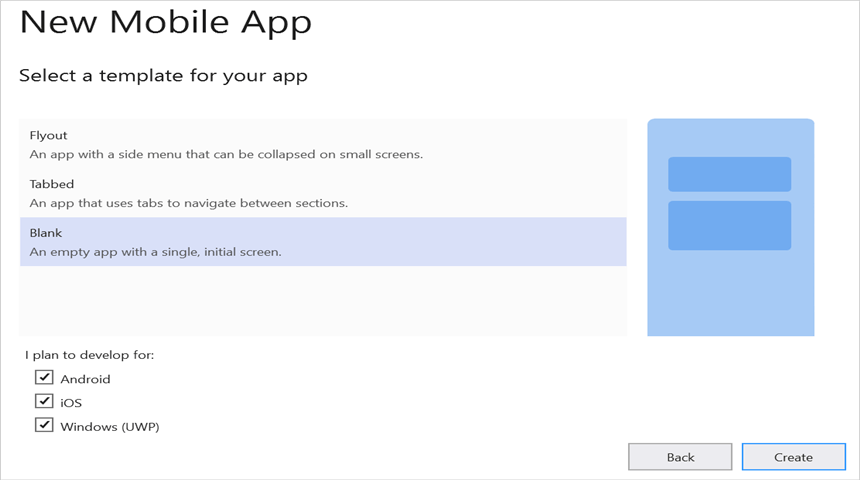 New Mobile App
Select a template for your app
Flyout
An app with a side menu that can be collapsed on small screens.
Tabbed
An app that uses tabs to navigate between sections.
Blank
An empty app with a single, initial screen.
I plan to develop for:
Android
iOS
Windows (UWP)
Back
Create